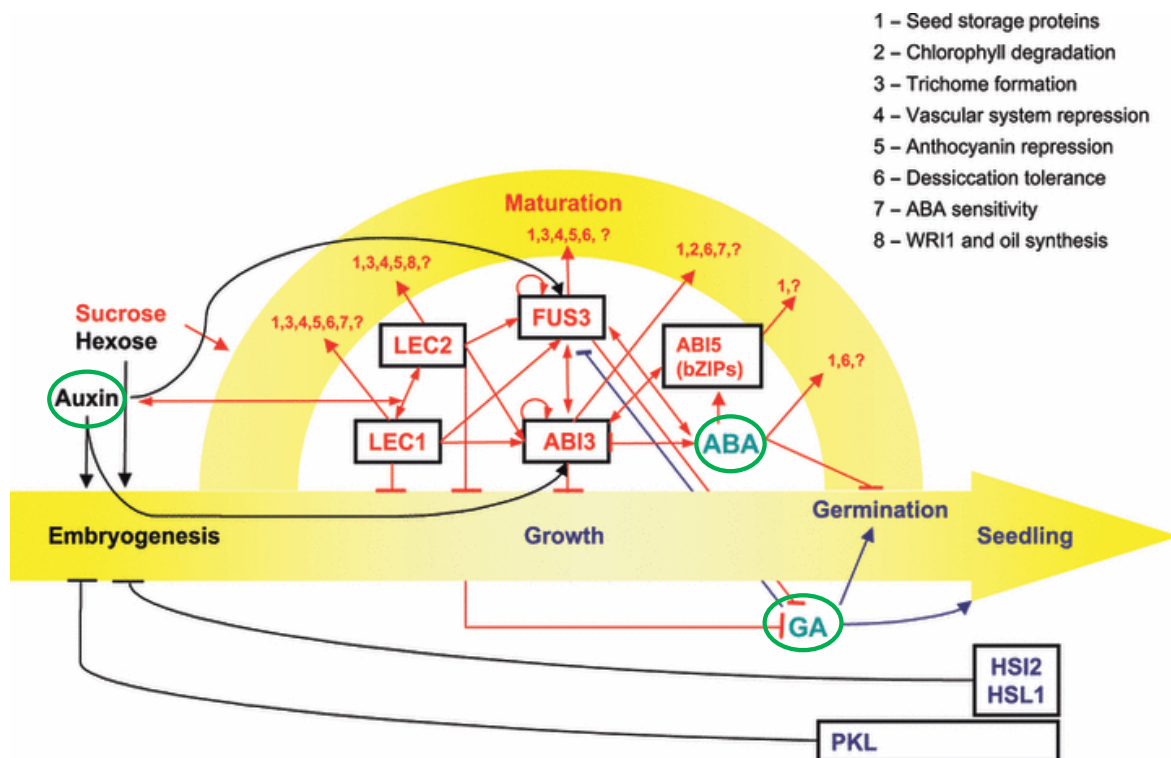 1 – Seed storage proteins
2 – Chlorophyll degradation
3 – Trichome formation
4 – Vascular system repression
5 – Anthocyanin repression
6 – Dessiccation tolerance
7 – ABA sensitivity
8 – WRI1 and oil synthesis
Maturation
1,3,4,5,6, ?
1,2,6,7,?
1,3,4,5,8,?
1,?
Sucrose
Hexose
1,3,4,5,6,7,?
FUS3
LEC2
ABI5
(bZIPs)
1,6,?
Auxin
LEC1
ABI3
ABA
Germination
Embryogenesis
Growth
Seedling
GA
HSI2
HSL1
PKL